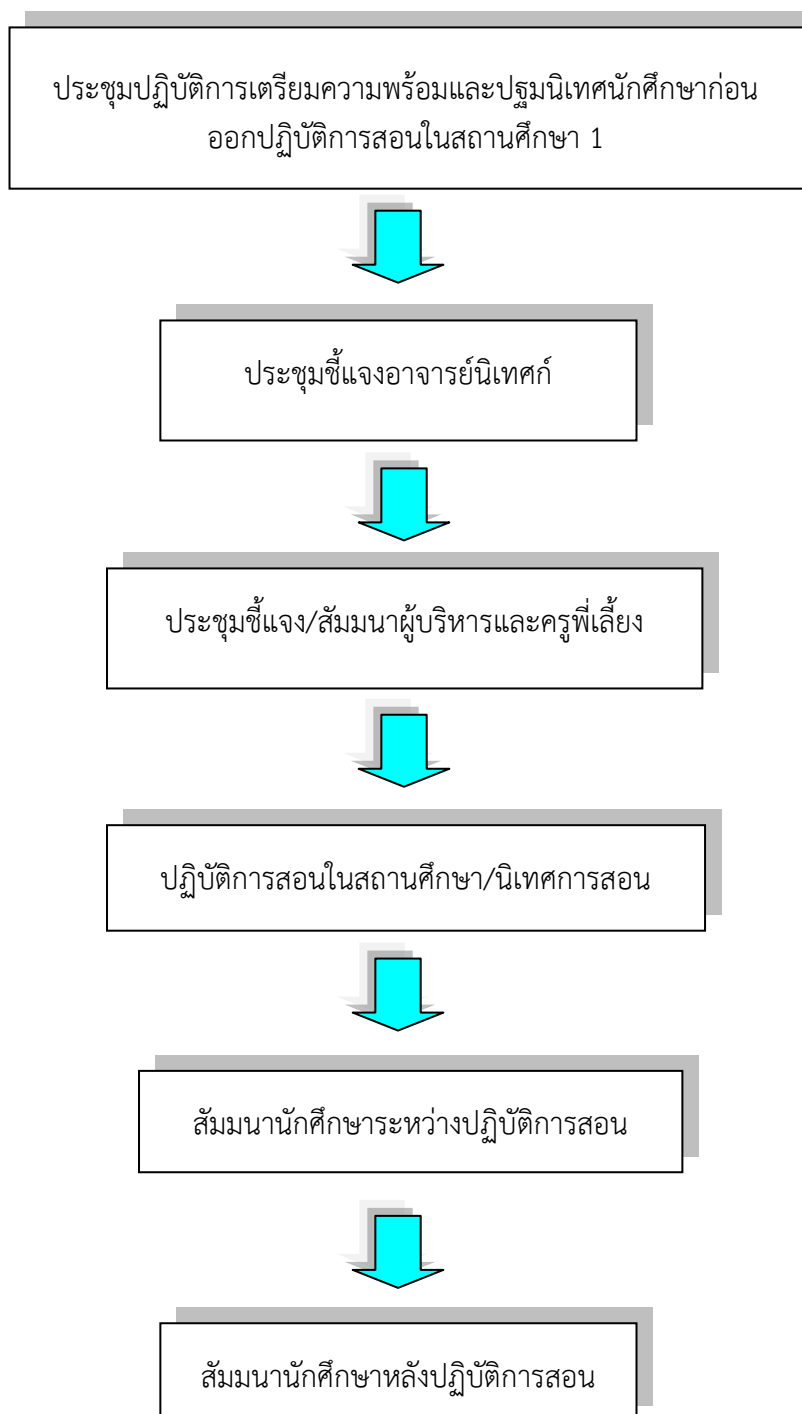 ประชุมปฏิบัติการเตรียมความพร้อมและปฐมนิเทศนักศึกษาก่อน
ออกปฏิบัติการสอนในสถานศึกษา 1
ประชุมชี้แจงอาจารย์นิเทศก์
ประชุมชี้แจง/สัมมนาผู้บริหารและครูพี่เลี้ยง
ปฏิบัติการสอนในสถานศึกษา/นิเทศการสอน
สัมมนานักศึกษาระหว่างปฏิบัติการสอน
สัมมนานักศึกษาหลังปฏิบัติการสอน